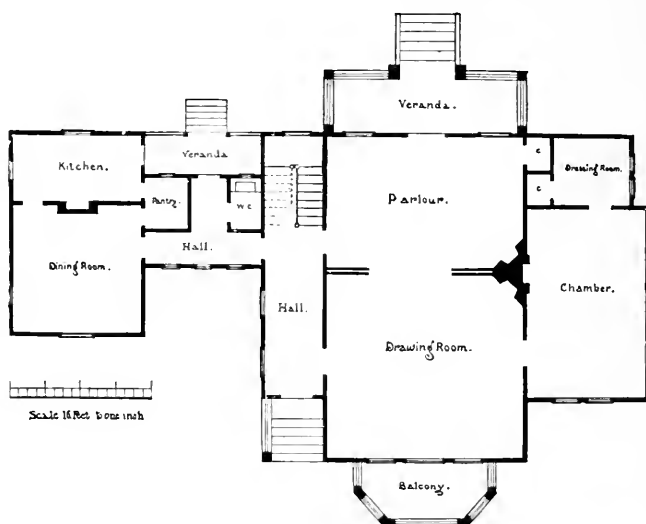 Veranda.
Veranda
Kitchen.
C
Dressing Room.
Pantry.
W C
Parlour.
C
Hall.
Dining Room.
Hall.
Chamber.
Drawing Room.
Scale 16 feet to one inch
Balcony.